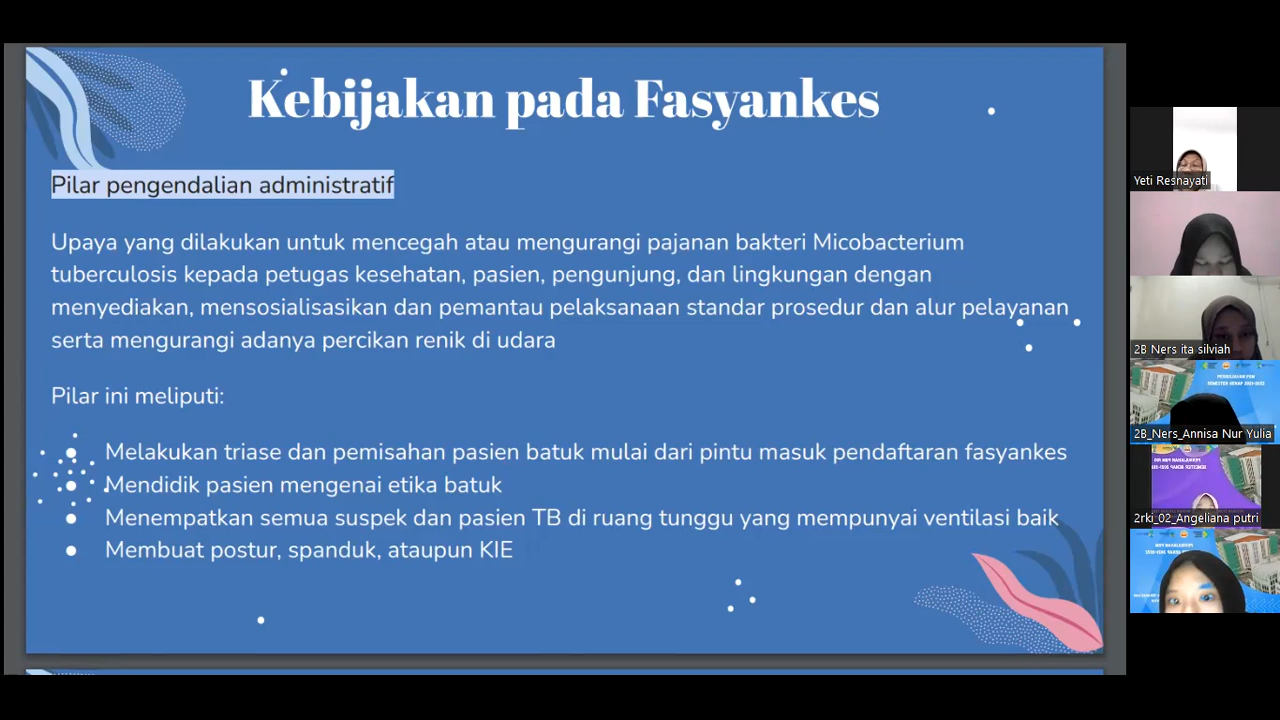 Kebijakan pada Fasyankes
Pilar pengendalian administratif
Upaya yang dilakukan untuk mencegah atau mengurangi pajanan bakteri Micobacterium
tuberculosis kepada petugas kesehatan, pasien, pengunjung, dan lingkungan dengan
menyediakan, mensosialisasikan dan pemantau pelaksanaan standar prosedur dan alur pelayanan
serta mengurangi adanya percikan renik di udara
Pilar ini meliputi:
Melakukan triase dan pemisahan pasien batuk mulai dari pintu masuk pendaftaran fasyankes
Mendidik pasien mengenai etika batuk
Menempatkan semua suspek dan pasien TB di ruang tunggu yang mempunyai ventilasi baik
Membuat postur, spanduk, ataupun KIE
Yeti Resnayati
2B Ners ita silviah
2B_Ners_Annisa Nur Yulia
2rki_02_Angeliana putri